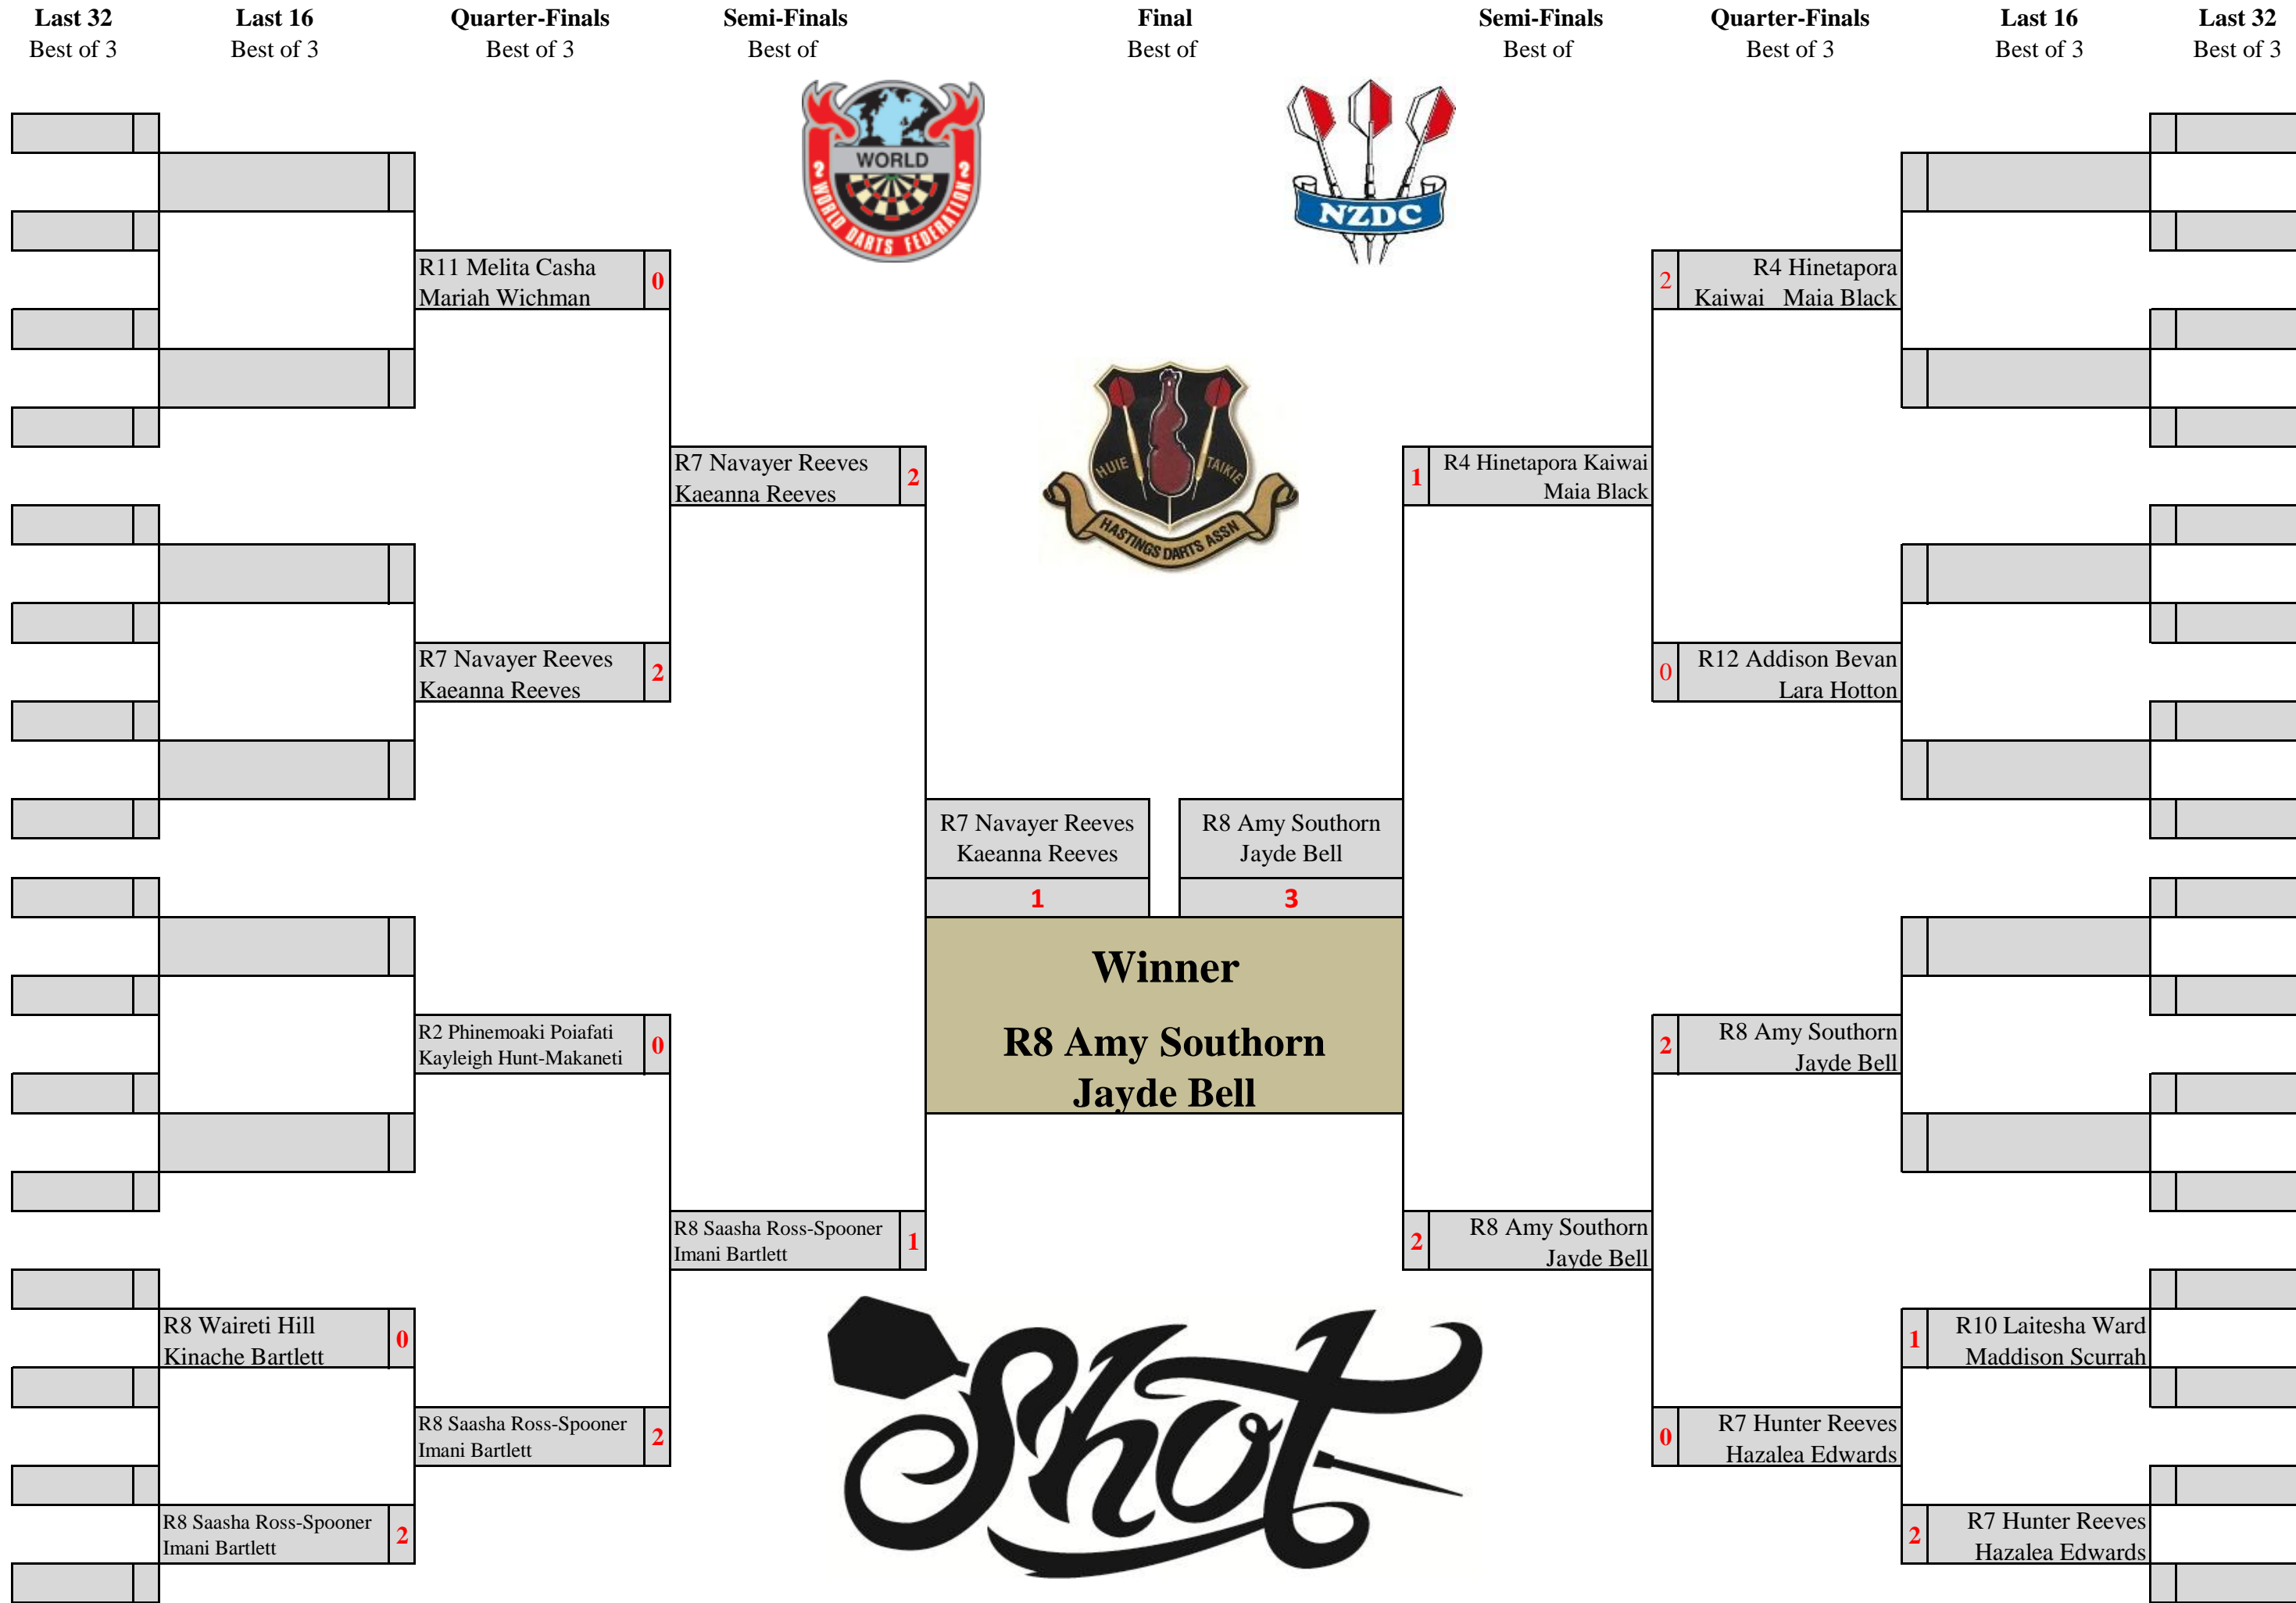 Last 32
Best of 3
Last 16
Best of 3
Quarter-Finals
Best of 3
Semi-Finals
Best of
Final
Best of
Semi-Finals
Best of
Quarter-Finals
Best of 3
Last 16
Best of 3
Last 32
Best of 3
WORLD
2 WORLD DARTS FEDERATION 2
NZDC
R11 Melita Casha
Mariah Wichman
0
2
R4 Hinetapora
Kaiwai Maia Black
HUIE TAIKIE
HASTINGS DARTS ASSN
R7 Navayer Reeves
Kaeanna Reeves
2
1
R4 Hinetapora Kaiwai
Maia Black
R7 Navayer Reeves
Kaeanna Reeves
2
0
R12 Addison Bevan
Lara Hotton
R7 Navayer Reeves
Kaeanna Reeves
1
R8 Amy Southorn
Jayde Bell
3
Winner
R8 Amy Southorn
Jayde Bell
R2 Phinemoaki Poiafati
Kayleigh Hunt-Makaneti
0
2
R8 Amy Southorn
Jayde Bell
R8 Saasha Ross-Spooner
Imani Bartlett
1
2
R8 Amy Southorn
Jayde Bell
R8 Waireti Hill
Kinache Bartlett
0
1
R10 Laitesha Ward
Maddison Scurrah
R8 Saasha Ross-Spooner
Imani Bartlett
2
0
R7 Hunter Reeves
Hazalea Edwards
R8 Saasha Ross-Spooner
Imani Bartlett
2
2
R7 Hunter Reeves
Hazalea Edwards
Shot